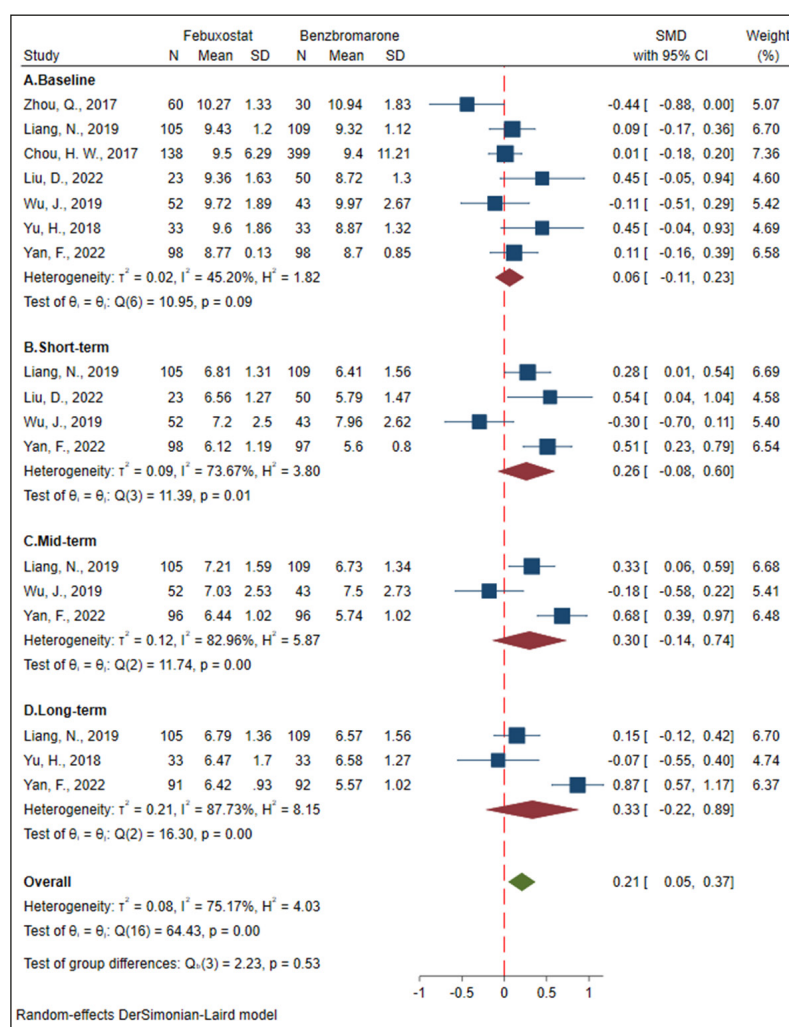 Febuxostat Benzbromarone SMD Weight
Study N Mean SD N Mean SD with 95% CI (%)
A.Baseline
Zhou, Q., 2017 60 10.27 1.33 30 10.94 1.83 -0.44 [ -0.88, 0.00] 5.07
Liang, N., 2019 105 9.43 1.2 109 9.32 1.12 0.09 [ -0.17, 0.36] 6.70
Chou, H. W., 2017 138 9.5 6.29 399 9.4 11.21 0.01 [ -0.18, 0.20] 7.36
Liu, D., 2022 23 9.36 1.63 50 8.72 1.3 0.45 [ -0.05, 0.94] 4.60
Wu, J., 2019 52 9.72 1.89 43 9.97 2.67 -0.11 [ -0.51, 0.29] 5.42
Yu, H., 2018 33 9.6 1.86 33 8.87 1.32 0.45 [ -0.04, 0.93] 4.69
Yan, F., 2022 98 8.77 0.13 98 8.7 0.85 0.11 [ -0.16, 0.39] 6.58
Heterogeneity: τ² = 0.02, I² = 45.20%, H² = 1.82 0.06 [ -0.11, 0.23]
Test of θᵢ = θⱼ: Q(6) = 10.95, p = 0.09
B.Short-term
Liang, N., 2019 105 6.81 1.31 109 6.41 1.56 0.28 [ 0.01, 0.54] 6.69
Liu, D., 2022 23 6.56 1.27 50 5.79 1.47 0.54 [ 0.04, 1.04] 4.58
Wu, J., 2019 52 7.2 2.5 43 7.96 2.62 -0.30 [ -0.70, 0.11] 5.40
Yan, F., 2022 98 6.12 1.19 97 5.6 0.8 0.51 [ 0.23, 0.79] 6.54
Heterogeneity: τ² = 0.09, I² = 73.67%, H² = 3.80 0.26 [ -0.08, 0.60]
Test of θᵢ = θⱼ: Q(3) = 11.39, p = 0.01
C.Mid-term
Liang, N., 2019 105 7.21 1.59 109 6.73 1.34 0.33 [ 0.06, 0.59] 6.68
Wu, J., 2019 52 7.03 2.53 43 7.5 2.73 -0.18 [ -0.58, 0.22] 5.41
Yan, F., 2022 96 6.44 1.02 96 5.74 1.02 0.68 [ 0.39, 0.97] 6.48
Heterogeneity: τ² = 0.12, I² = 82.96%, H² = 5.87 0.30 [ -0.14, 0.74]
Test of θᵢ = θⱼ: Q(2) = 11.74, p = 0.00
D.Long-term
Liang, N., 2019 105 6.79 1.36 109 6.57 1.56 0.15 [ -0.12, 0.42] 6.70
Yu, H., 2018 33 6.47 1.7 33 6.58 1.27 -0.07 [ -0.55, 0.40] 4.74
Yan, F., 2022 91 6.42 .93 92 5.57 1.02 0.87 [ 0.57, 1.17] 6.37
Heterogeneity: τ² = 0.21, I² = 87.73%, H² = 8.15 0.33 [ -0.22, 0.89]
Test of θᵢ = θⱼ: Q(2) = 16.30, p = 0.00
Overall 0.21 [ 0.05, 0.37]
Heterogeneity: τ² = 0.08, I² = 75.17%, H² = 4.03
Test of θᵢ = θⱼ: Q(16) = 64.43, p = 0.00
Test of group differences: Q_b(3) = 2.23, p = 0.53
-1 -0.5 0 0.5 1
Random-effects DerSimonian-Laird model